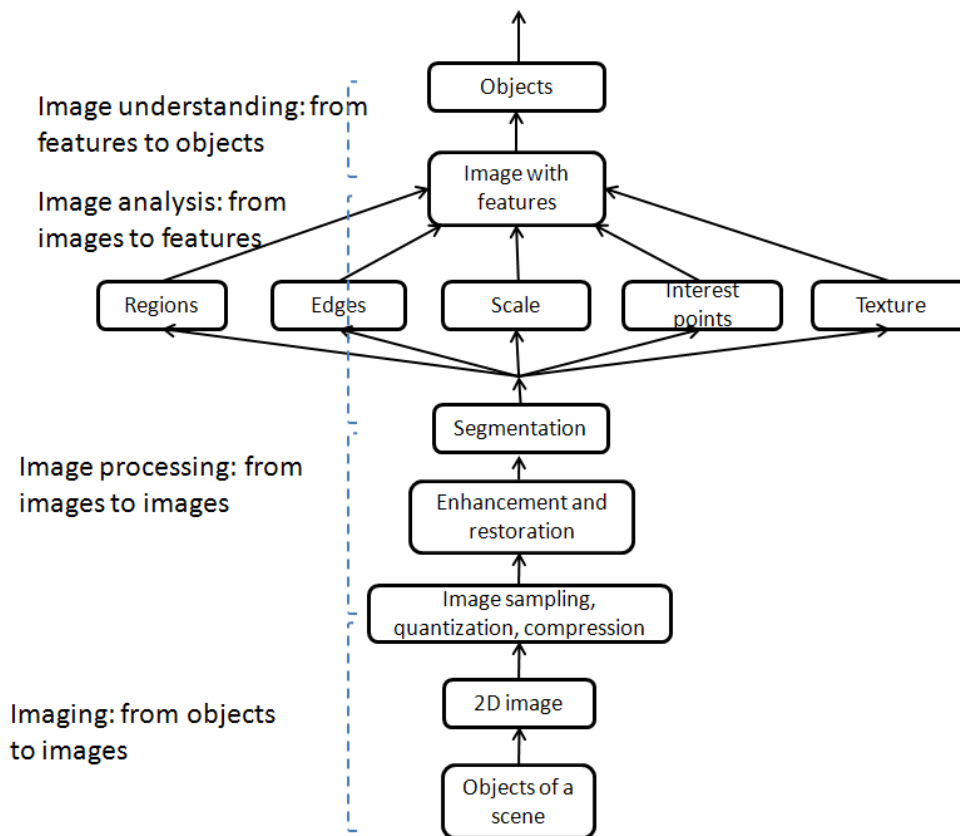 Objects
Image understanding: from
features to objects
Image with
features
Image analysis: from
images to features
Regions
Edges
Scale
Interest
points
Texture
Segmentation
Image processing: from
images to images
Enhancement and
restoration
Image sampling,
quantization, compression
2D image
Imaging: from objects
to images
Objects of a
scene